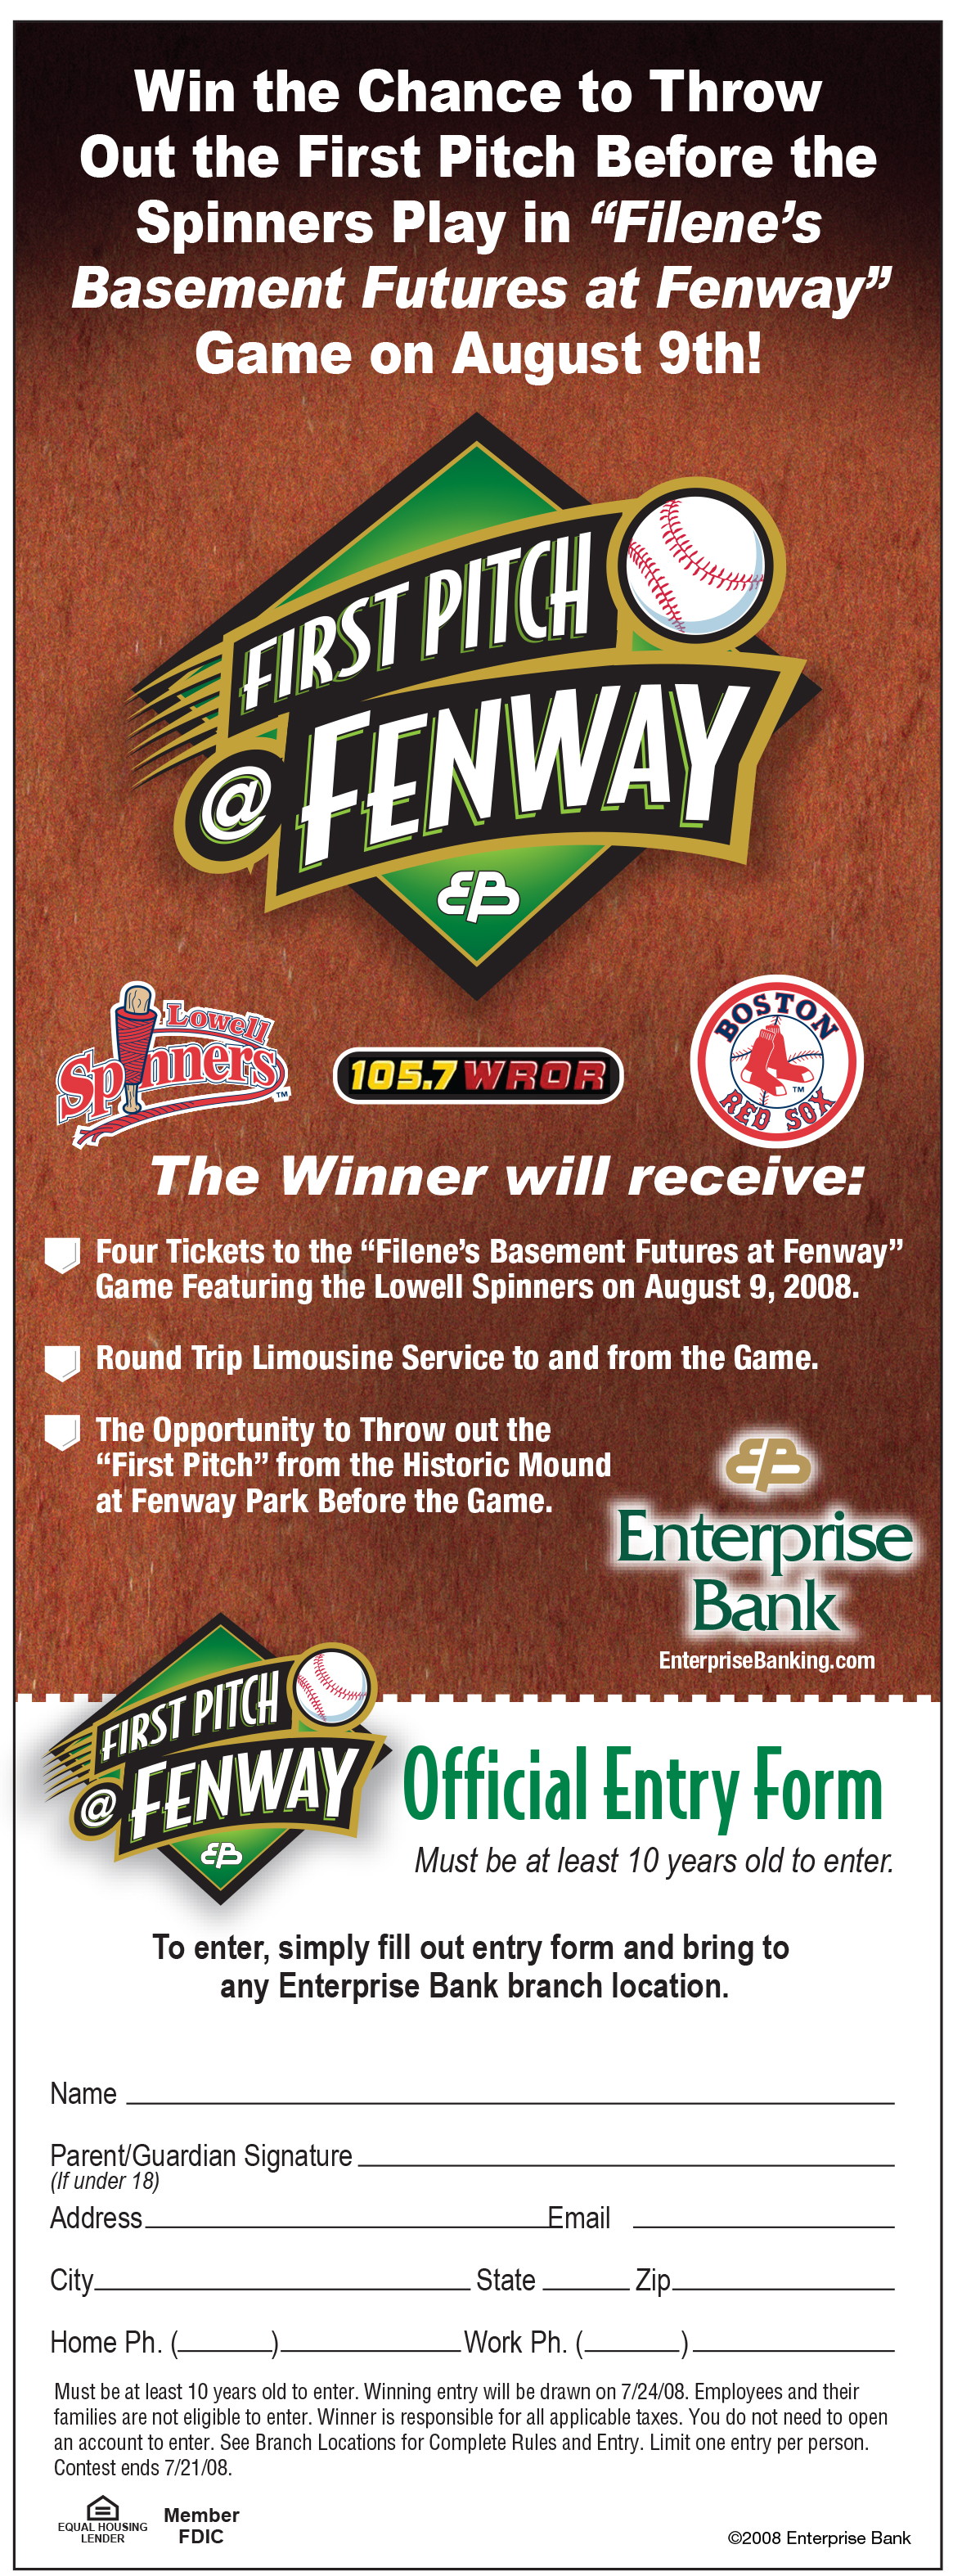 Win the Chance to Throw
Out the First Pitch Before the
Spinners Play in “Filene’s
Basement Futures at Fenway”
Game on August 9th!
FIRST PITCH
@ FENWAY
EB
Lowell
Spinners TM
105.7 WROR
BOSTON
RED SOX TM
The Winner will receive:
Four Tickets to the “Filene’s Basement Futures at Fenway”
Game Featuring the Lowell Spinners on August 9, 2008.
Round Trip Limousine Service to and from the Game.
The Opportunity to Throw out the
“First Pitch” from the Historic Mound
at Fenway Park Before the Game.
EB
Enterprise
Bank
EnterpriseBanking.com
FIRST PITCH
@ FENWAY
EB
Official Entry Form
Must be at least 10 years old to enter.
To enter, simply fill out entry form and bring to
any Enterprise Bank branch location.
Name
Parent/Guardian Signature
(If under 18)
Address Email
City State Zip
Home Ph. ( ) Work Ph. ( )
Must be at least 10 years old to enter. Winning entry will be drawn on 7/24/08. Employees and their
families are not eligible to enter. Winner is responsible for all applicable taxes. You do not need to open
an account to enter. See Branch Locations for Complete Rules and Entry. Limit one entry per person.
Contest ends 7/21/08.
EQUAL HOUSING
LENDER
Member
FDIC
©2008 Enterprise Bank